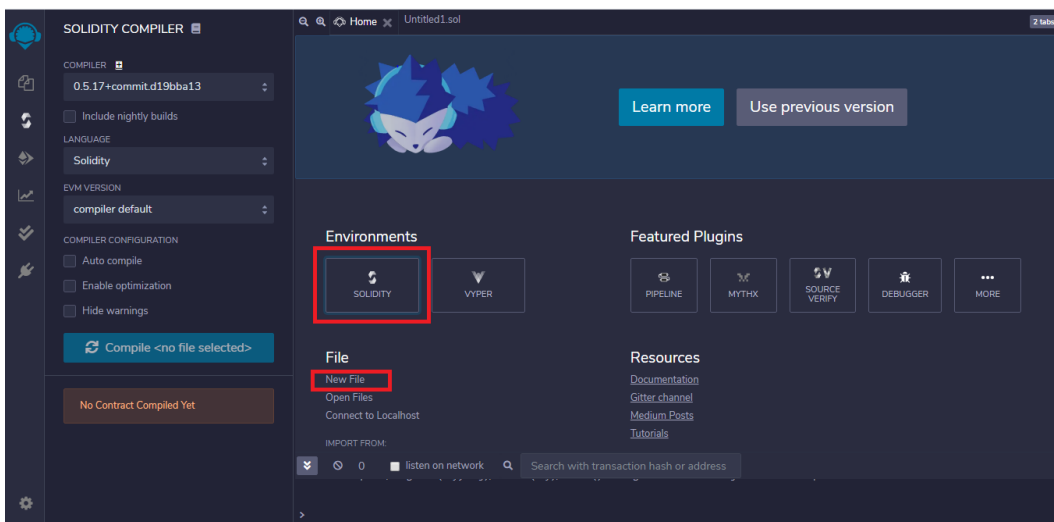 SOLIDITY COMPILER
COMPILER
0.5.17+commit.d19bba13
Include nightly builds
LANGUAGE
Solidity
EVM VERSION
compiler default
COMPILER CONFIGURATION
Auto compile
Enable optimization
Hide warnings
Compile <no file selected>
No Contract Compiled Yet
Home
Untitled1.sol
2 tabs
Learn more
Use previous version
Environments
SOLIDITY
VYPER
Featured Plugins
PIPELINE
MYTHX
SOURCE
VERIFY
DEBUGGER
MORE
File
New File
Open Files
Connect to Localhost
IMPORT FROM:
Resources
Documentation
Gitter channel
Medium Posts
Tutorials
0
listen on network
Search with transaction hash or address
>